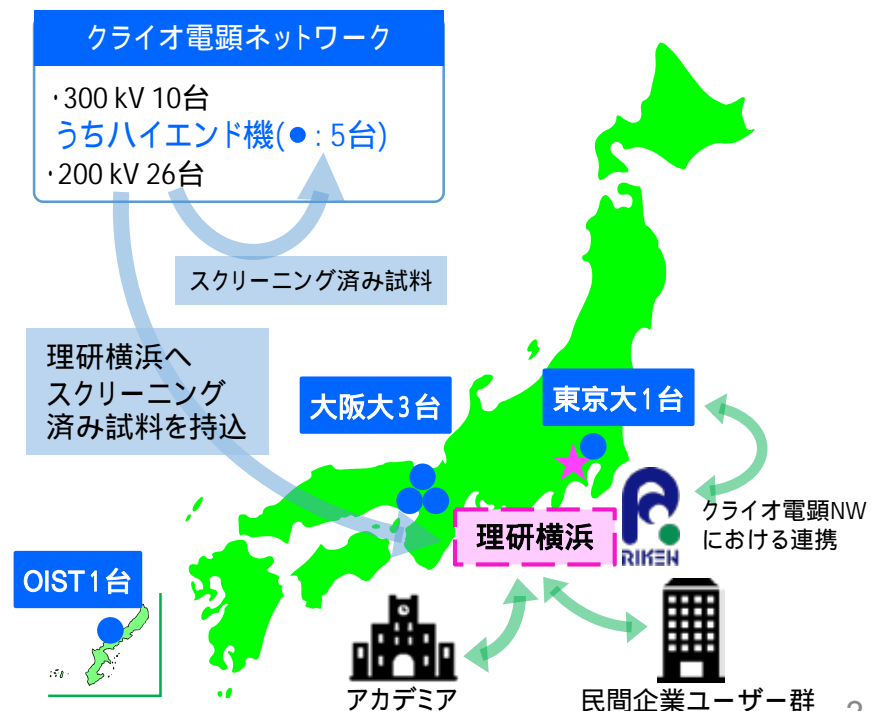 クライオ電顕ネットワーク
・300 kV 10台
うちハイエンド機(●：5台)
・200 kV 26台
スクリーニング済み試料
理研横浜へ
スクリーニング
済み試料を持込
大阪大3台
東京大1台
理研横浜
RIKEN
クライオ電顕NW
における連携
OIST1台
アカデミア
民間企業ユーザー群